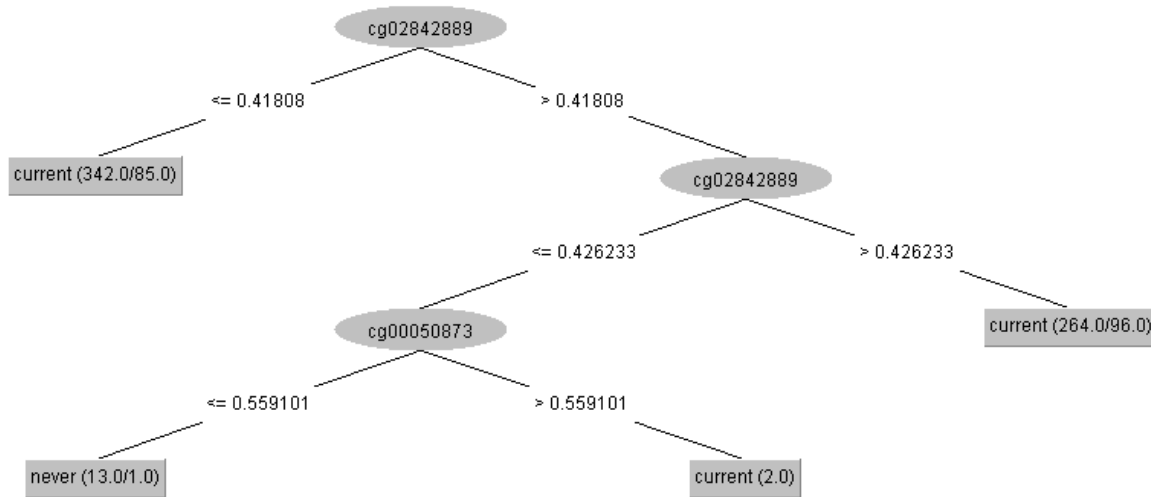 cg02842889
<= 0.41808
> 0.41808
current (342.0/85.0)
cg02842889
<= 0.426233
> 0.426233
cg00050873
current (264.0/96.0)
<= 0.559101
> 0.559101
never (13.0/1.0)
current (2.0)